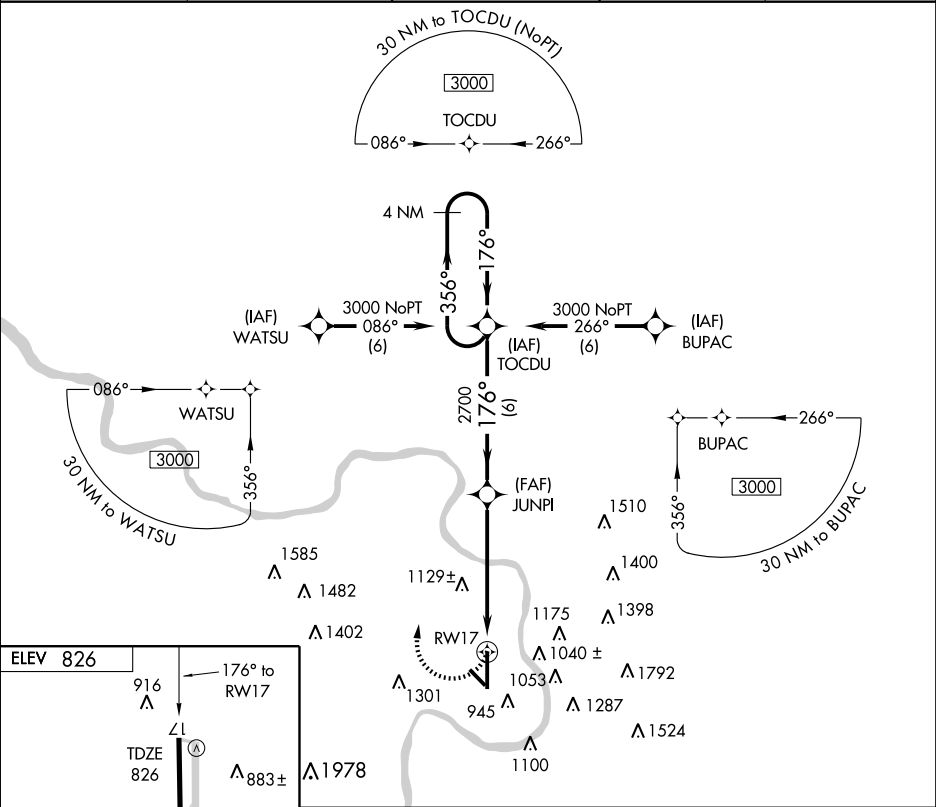 30 NM to TOCDU (NoPT)
3000
TOCDU
086°
266°
4 NM
176°
356°
(IAF)
WATSU
3000 NoPT
086°
(6)
3000 NoPT
266°
(6)
(IAF)
BUPAC
(IAF)
TOCDU
2700
176°
(6)
086°
WATSU
3000
356°
30 NM to WATSU
266°
BUPAC
3000
356°
30 NM to BUPAC
(FAF)
JUNPI
1510
1585
1482
1129±
1400
1402
1175
1398
RW17
1040 ±
1053
1792
1301
945
1287
1524
1100
1978
ELEV 826
176° to
RW17
916
17
TDZE
826
883±